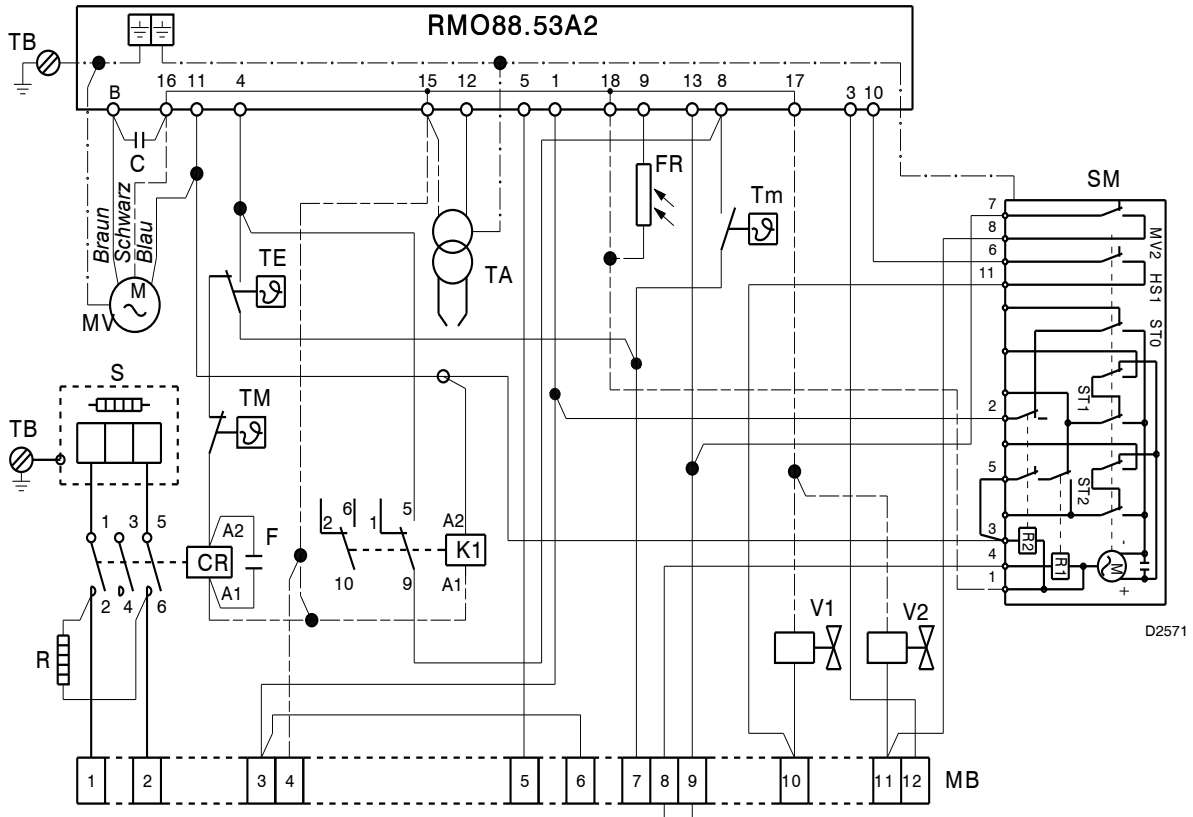 RMO88.53A2
TB
B 16 11 4 15 12 5 1 18 9 13 8 17 3 10
C
FR
Tm
SM
Braun
Schwarz
Blau
M
MV
TE
ϑ
TA
ϑ
7
8
6
11
2
5
3
4
1
MV2
HS1
ST0
ST1
ST2
R2
R1
M
-
+
D2571
S
TB
TM
ϑ
1 3 5
2 4 6
R
A2
CR
A1
F
2 6
10
1 5
9
A2
K1
A1
V1
V2
1 2 3 4 5 6 7 8 9 10 11 12
MB